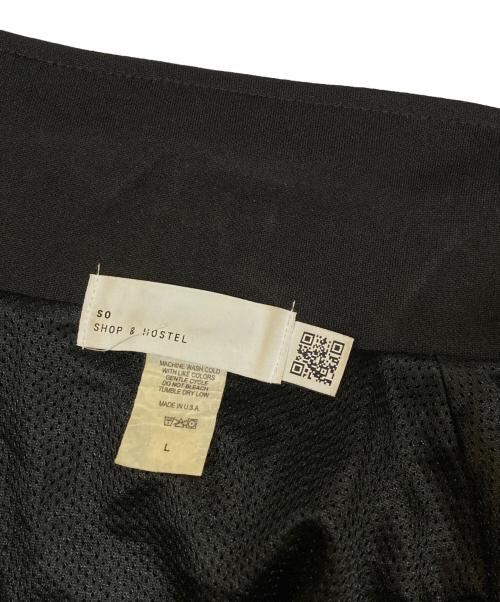 SO
SHOP & HOSTEL
MACHINE WASH COLD
WITH LIKE COLORS
GENTLE CYCLE
DO NOT BLEACH
TUMBLE DRY LOW
MADE IN U.S.A.
L